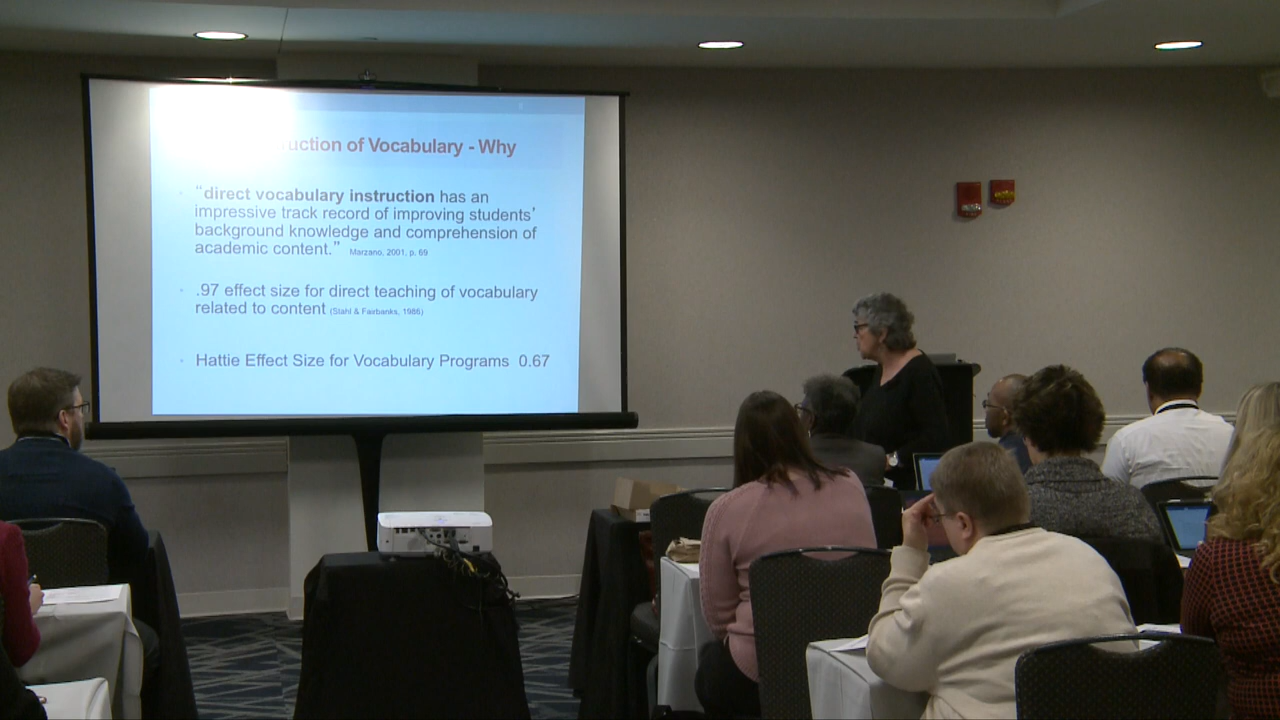 of Vocabulary - Why
“direct vocabulary instruction has an
impressive track record of improving students’
background knowledge and comprehension of
academic content.” Marzano, 2001, p. 69
.97 effect size for direct teaching of vocabulary
related to content (Stahl & Fairbanks, 1986)
Hattie Effect Size for Vocabulary Programs 0.67